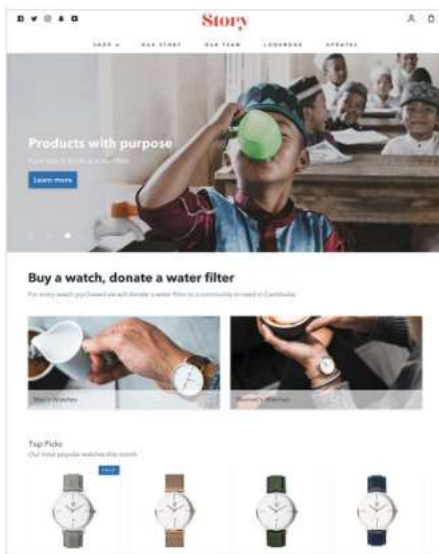 Story
SHOP OUR STORY OUR TEAM LOOKBOOK UPDATES
Products with purpose
Learn more
Buy a watch, donate a water filter
For every watch purchased we will donate a water filter to a community in need in Cambodia.
Men's Watches
Women's Watches
Top Picks
Our most popular watches this month